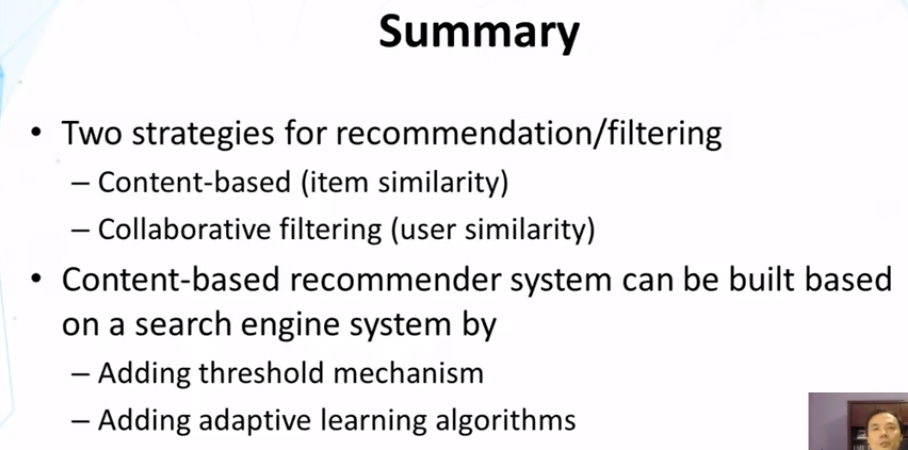 Summary
• Two strategies for recommendation/filtering
– Content-based (item similarity)
– Collaborative filtering (user similarity)
• Content-based recommender system can be built based
on a search engine system by
– Adding threshold mechanism
– Adding adaptive learning algorithms